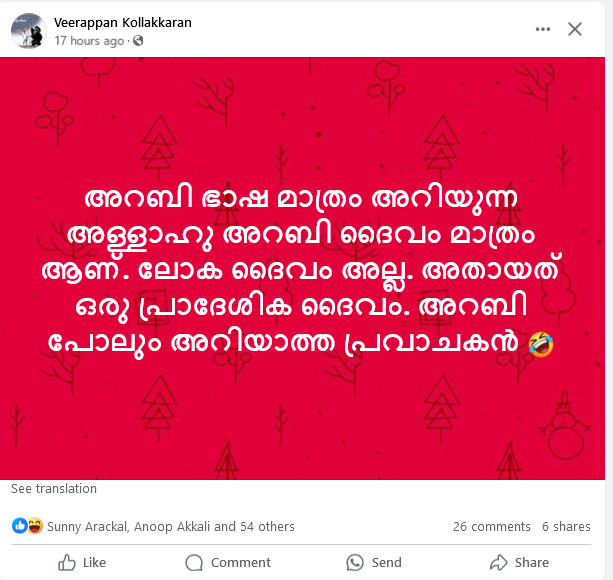 Veerappan Kollakkaran
17 hours ago ·
അറബി ഭാഷ മാത്രം അറിയുന്ന
അള്ളാഹു അറബി ദൈവം മാത്രം
ആണ്. ലോക ദൈവം അല്ല. അതായത്
ഒരു പ്രാദേശിക ദൈവം. അറബി
പോലും അറിയാത്ത പ്രവാചകൻ 🤣
See translation
Sunny Arackal, Anoop Akkali and 54 others 26 comments 6 shares
Like Comment Send Share